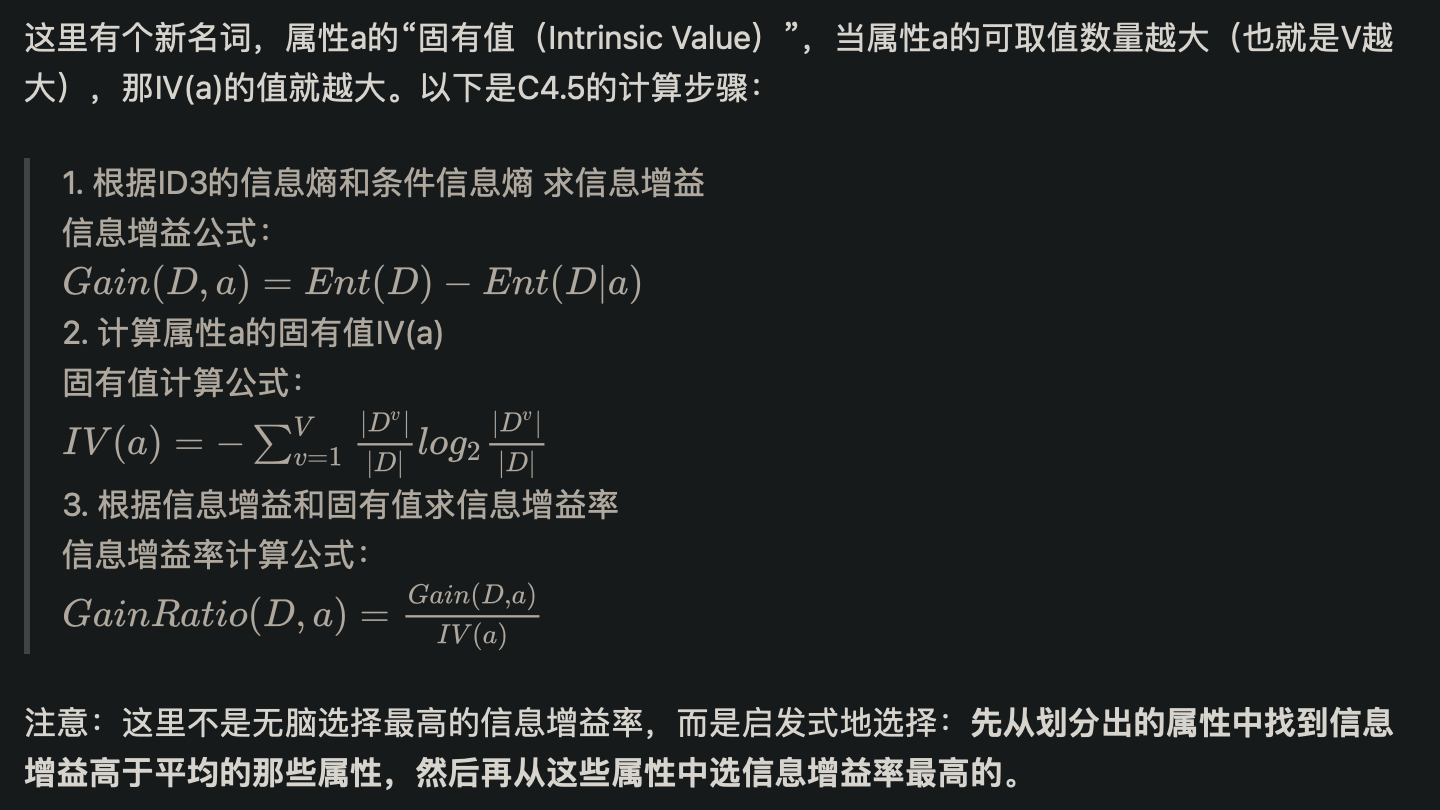 这里有个新名词，属性a的“固有值（Intrinsic Value）”，当属性a的可取值数量越大（也就是V越
大），那IV(a)的值就越大。以下是C4.5的计算步骤：
1. 根据ID3的信息熵和条件信息熵 求信息增益
信息增益公式：
Gain(D, a) = Ent(D) − Ent(D|a)
2. 计算属性a的固有值IV(a)
固有值计算公式：
IV(a) = − ∑_{v=1}^{V} \frac{|D^v|}{|D|} log_2 \frac{|D^v|}{|D|}
3. 根据信息增益和固有值求信息增益率
信息增益率计算公式：
GainRatio(D, a) = \frac{Gain(D,a)}{IV(a)}
注意：这里不是无脑选择最高的信息增益率，而是启发式地选择：先从划分出的属性中找到信息
增益高于平均的那些属性，然后再从这些属性中选信息增益率最高的。